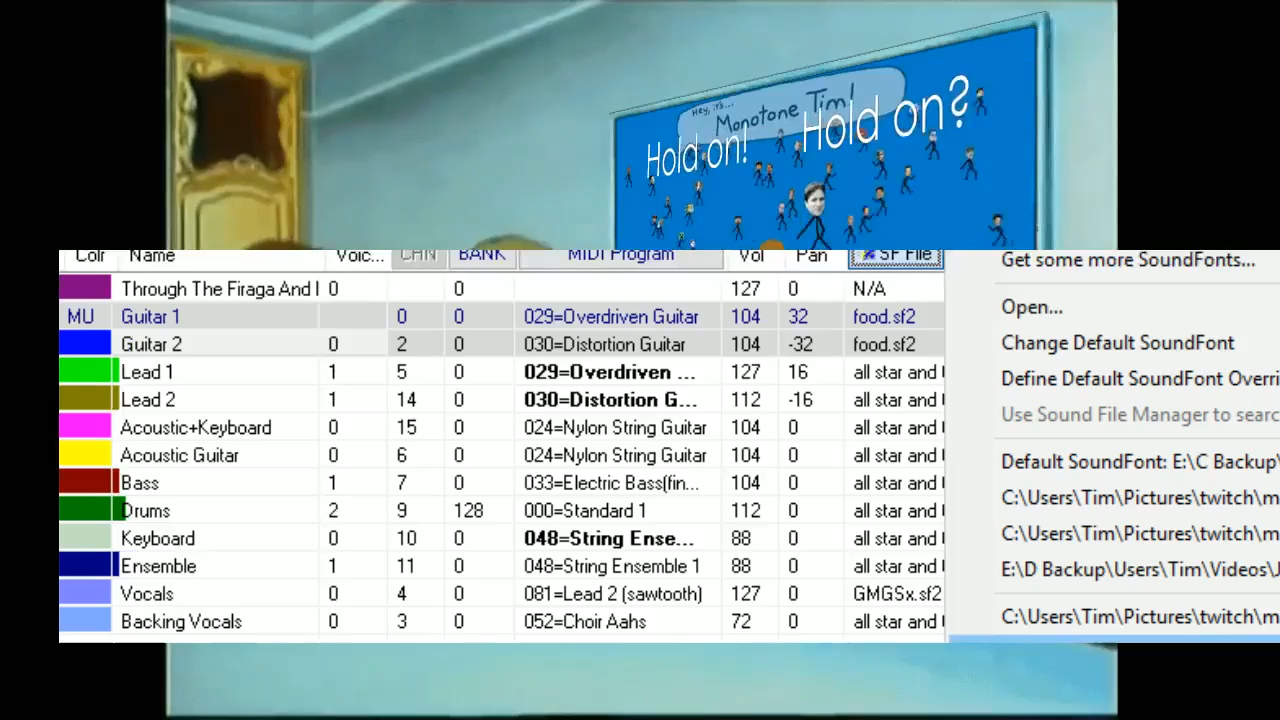 Hey, it's...
Monotone Tim!
Hold on! Hold on?
Colr Name Voic... CHN BANK MIDI Program Vol Pan SF File
Through The Firaga And 0 0 127 0 N/A
MU Guitar 1 0 0 029=Overdriven Guitar 104 32 food.sf2
Guitar 2 0 2 0 030=Distortion Guitar 104 -32 food.sf2
Lead 1 1 5 0 029=Overdriven ... 127 16 all star and
Lead 2 1 14 0 030=Distortion G... 112 -16 all star and
Acoustic+Keyboard 0 15 0 024=Nylon String Guitar 104 0 all star and
Acoustic Guitar 0 6 0 024=Nylon String Guitar 104 0 all star and
Bass 1 7 0 033=Electric Bass(fin... 104 0 all star and
Drums 2 9 128 000=Standard 1 112 0 all star and
Keyboard 0 10 0 048=String Ense... 88 0 all star and
Ensemble 1 11 0 048=String Ensemble 1 88 0 all star and
Vocals 0 4 0 081=Lead 2 (sawtooth) 127 0 GMGSx.sf2
Backing Vocals 0 3 0 052=Choir Aahs 72 0 all star and
Get some more SoundFonts...
Open...
Change Default SoundFont
Define Default SoundFont Overri
Use Sound File Manager to searc
Default SoundFont: E:\C Backup\
C:\Users\Tim\Pictures\twitch\m
C:\Users\Tim\Pictures\twitch\m
E:\D Backup\Users\Tim\Videos\
C:\Users\Tim\Pictures\twitch\m